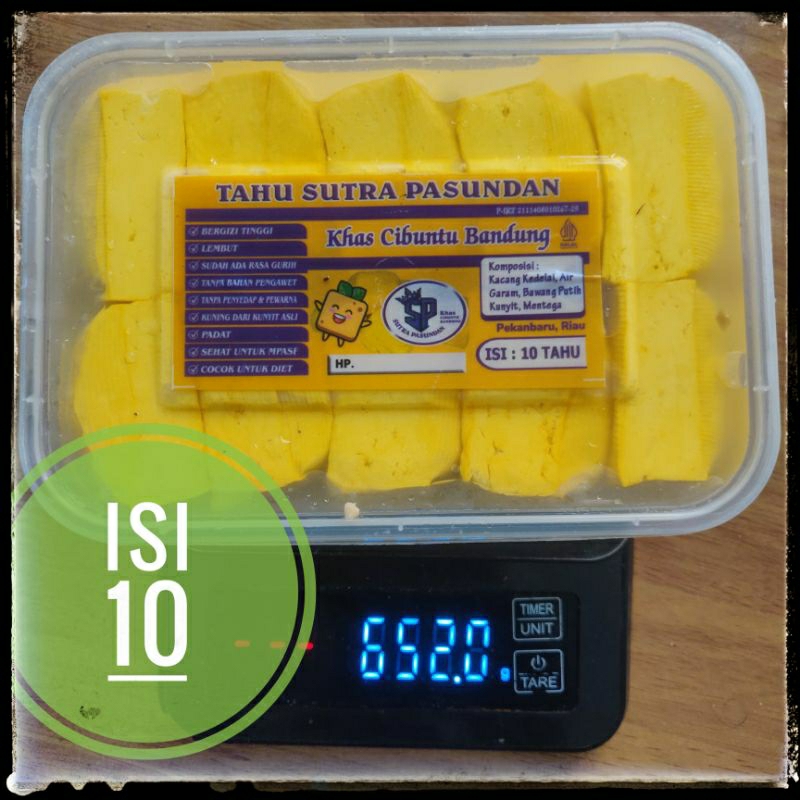 TAHU SUTRA PASUNDAN
Khas Cibuntu Bandung
BERGIZI TINGGI
LEMBUT
SUDAH ADA RASA GURIH
TANPA BAHAN PENGAWET
TANPA PENYEDAP & PEWARNA
KUNING DARI KUNYIT ASLI
PADAT
SEHAT UNTUK MPASI
COCOK UNTUK DIET
SP
Khas
SUTRA PASUNDAN
HP.
Komposisi :
Kacang Kedelai, Air
Garam, Bawang Putih
Kunyit, Mentega
Pekanbaru, Riau
ISI : 10 TAHU
ISI
10
652.0 g
TIMER
UNIT
TARE